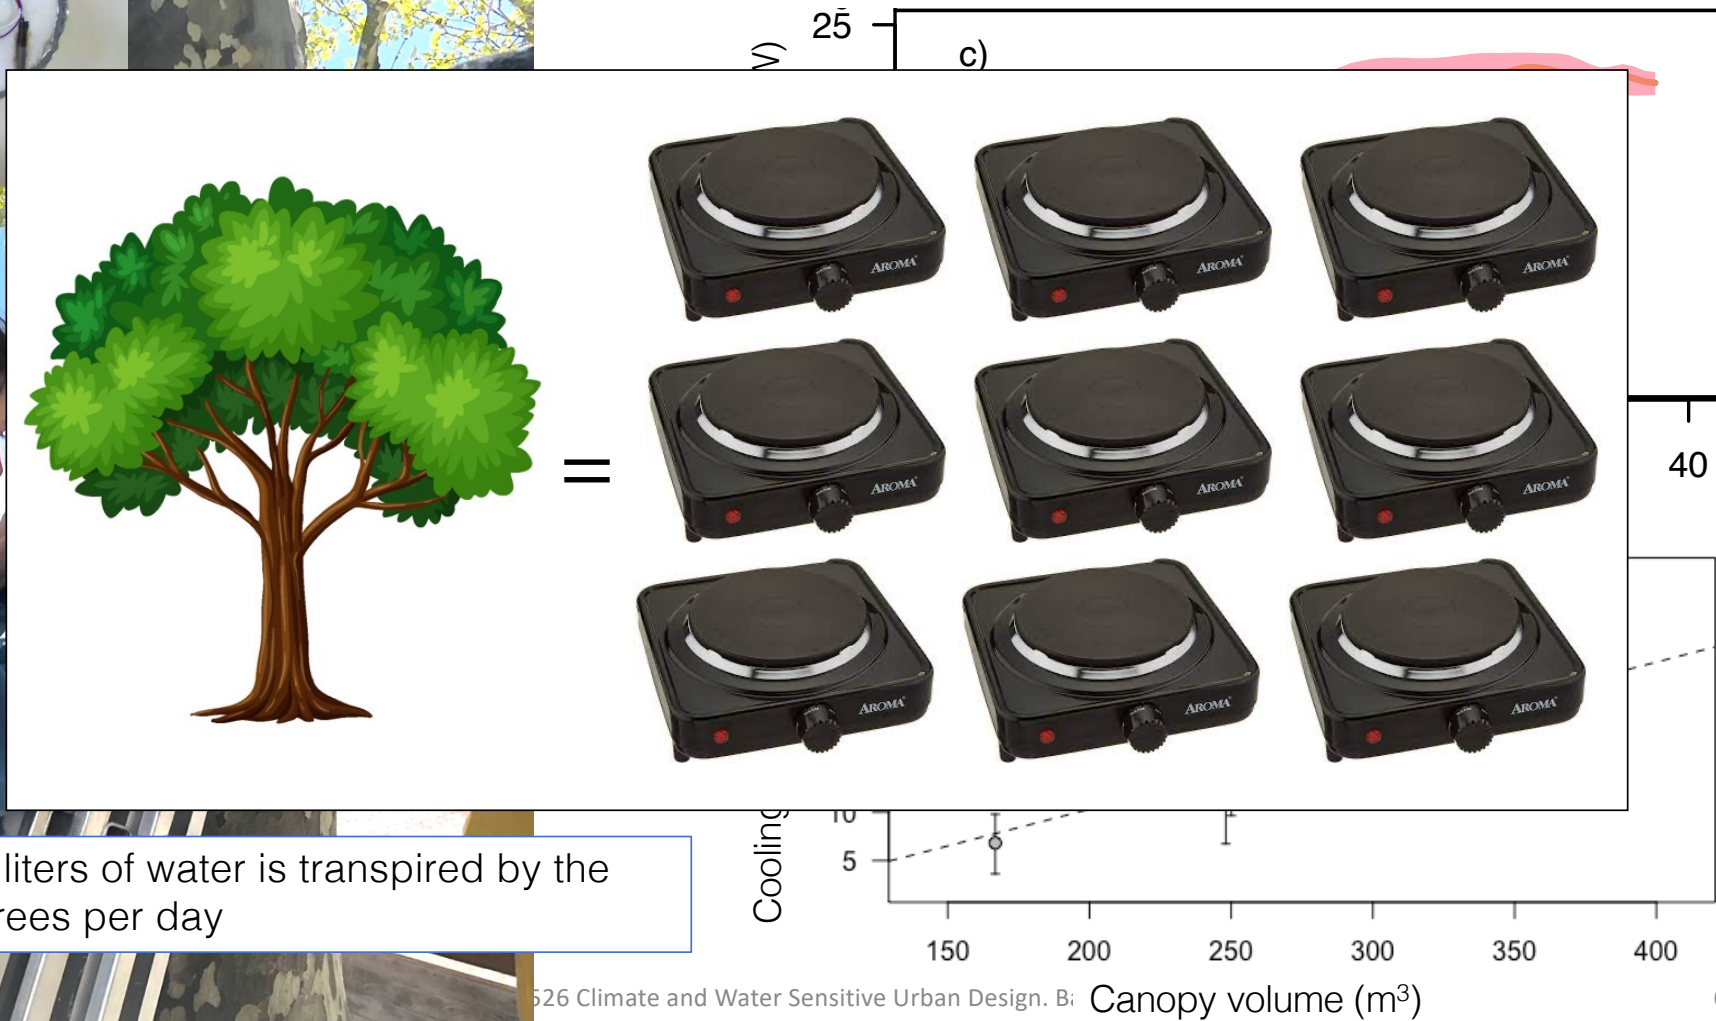 25
c)
V)
AROMA
AROMA
AROMA
=
AROMA
AROMA
AROMA
40
AROMA
AROMA
AROMA
10
Cooling
5
liters of water is transpired by the
rees per day
150 200 250 300 350 400
526 Climate and Water Sensitive Urban Design. Ba
Canopy volume (m³)